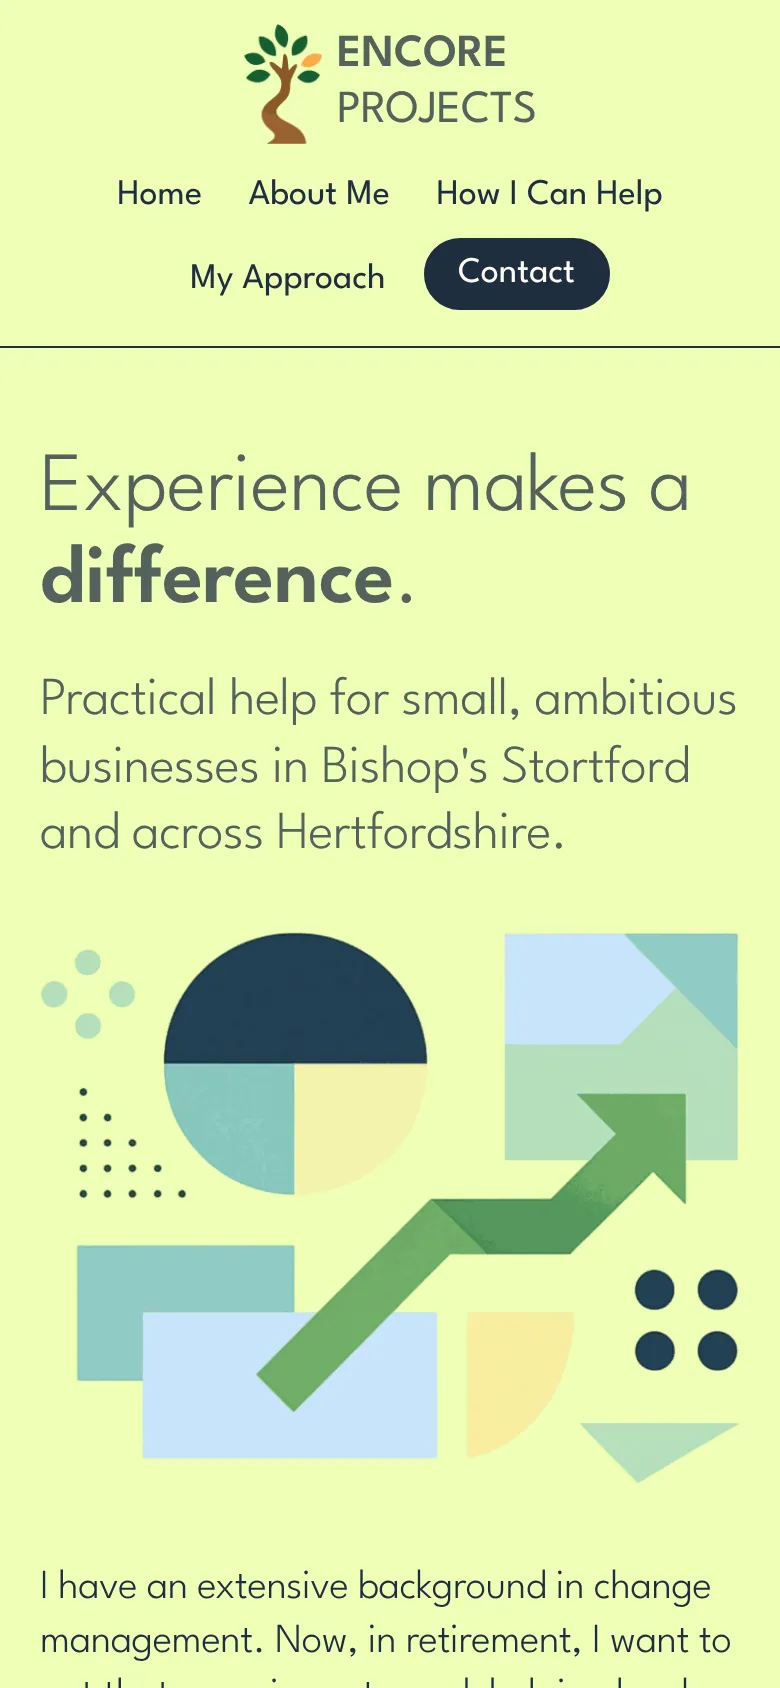 ENCORE
PROJECTS
Home About Me How I Can Help
My Approach Contact
Experience makes a
difference.
Practical help for small, ambitious
businesses in Bishop's Stortford
and across Hertfordshire.
I have an extensive background in change
management. Now, in retirement, I want to